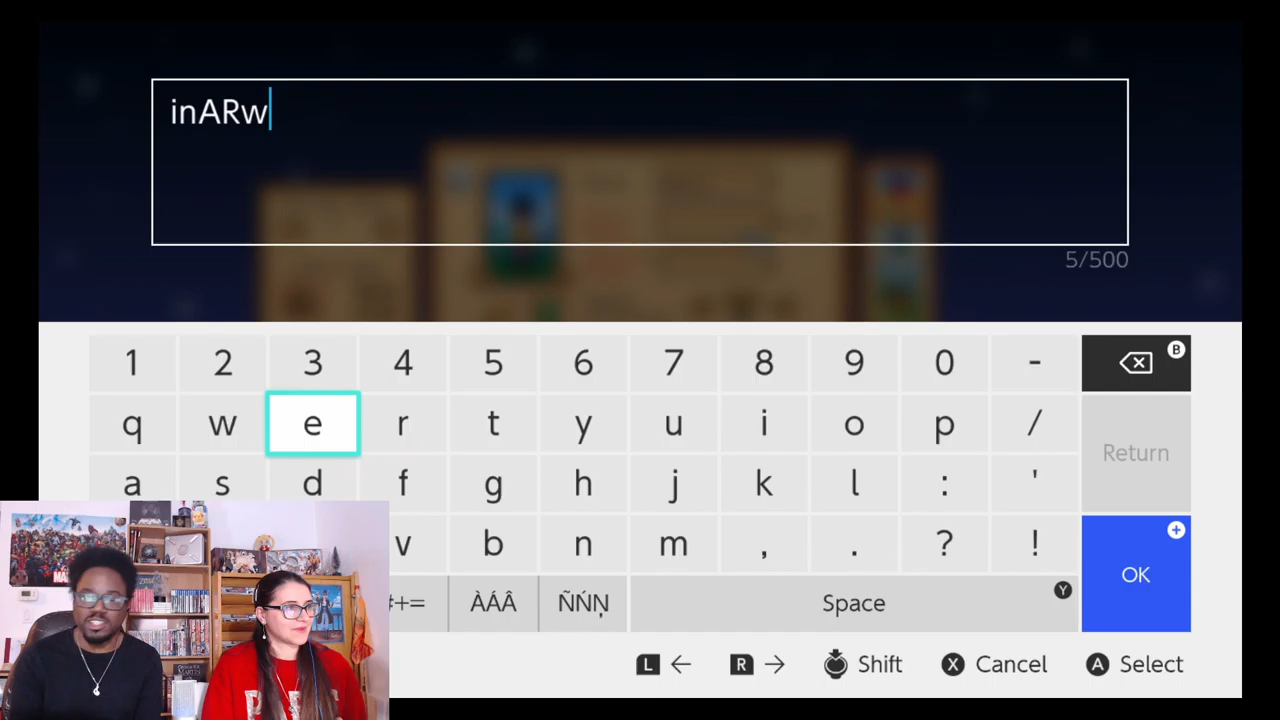 inARw
5/500
1 2 3 4 5 6 7 8 9 0 - B
q w e r t y u i o p /
Return
a s d f g h j k l : '
v b n m , . ? ! +
OK
#+= ÀÁÂ ÑŃŅ Space Y
L ← R → Shift X Cancel A Select